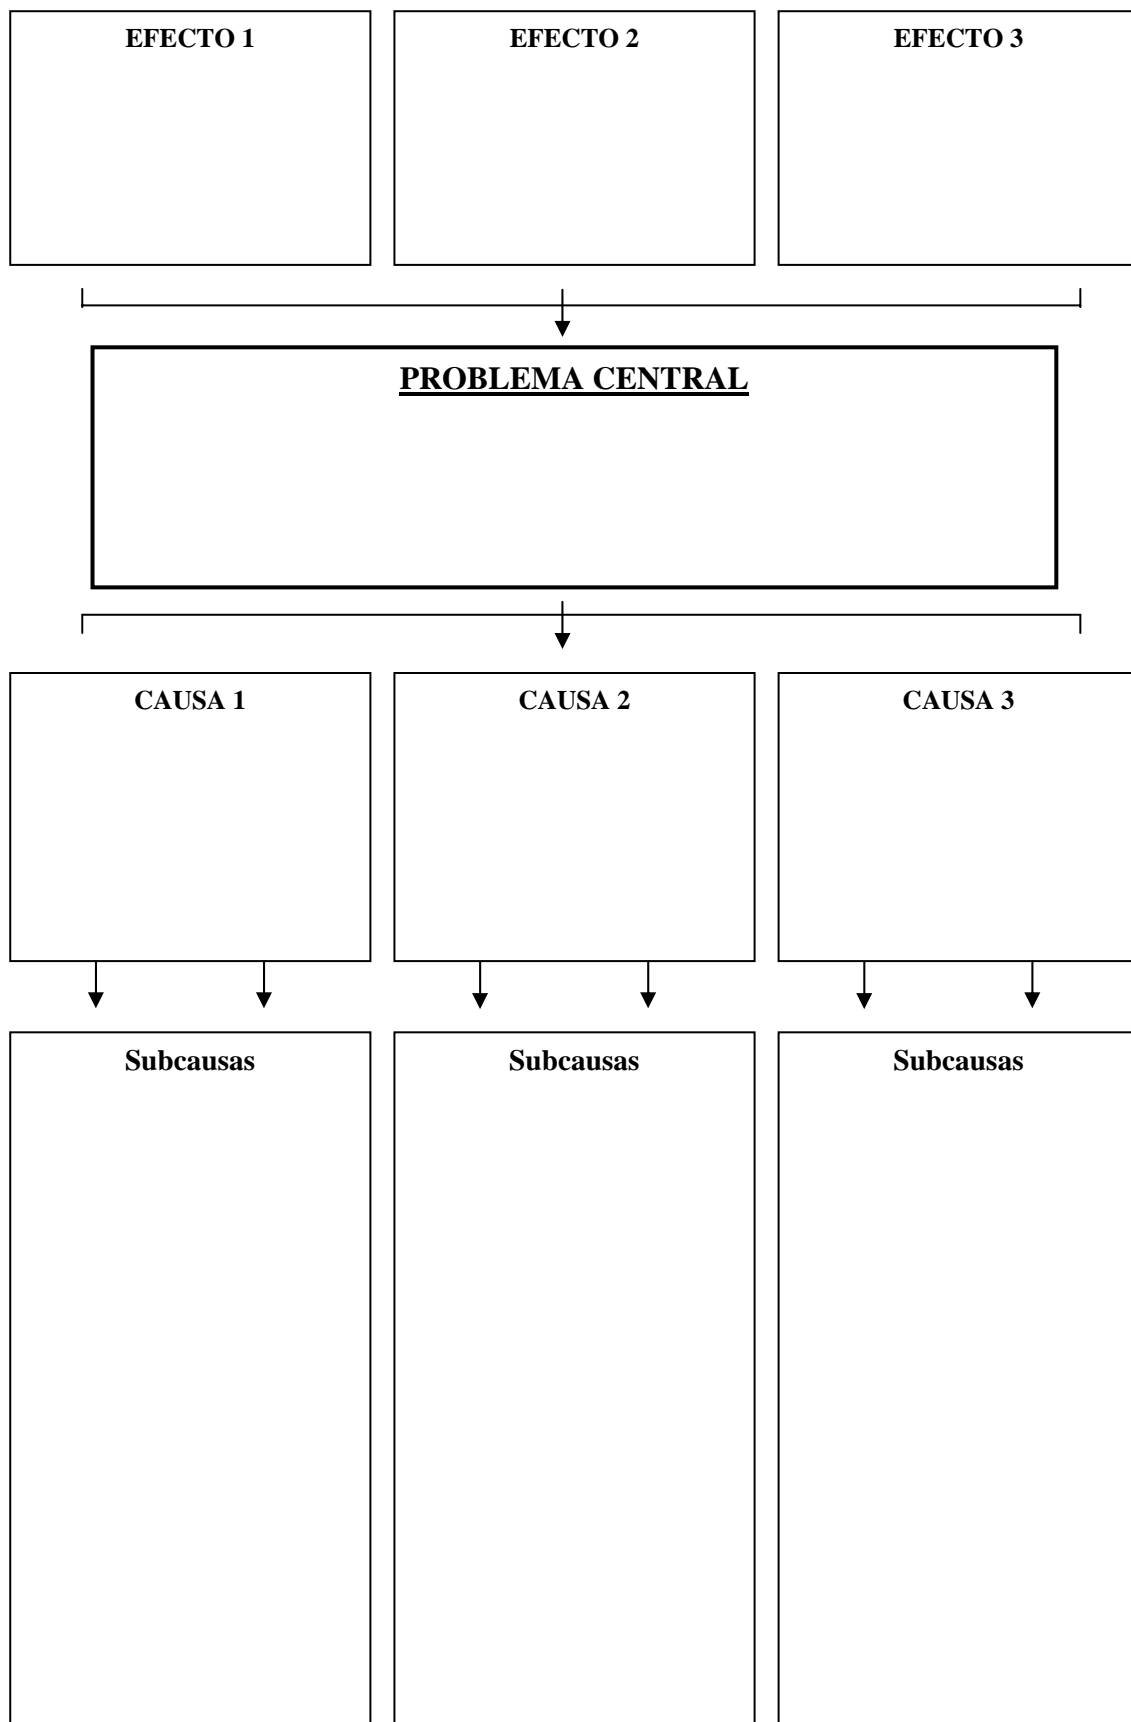 EFECTO 1
EFECTO 2
EFECTO 3
PROBLEMA CENTRAL
CAUSA 1
CAUSA 2
CAUSA 3
Subcausas
Subcausas
Subcausas